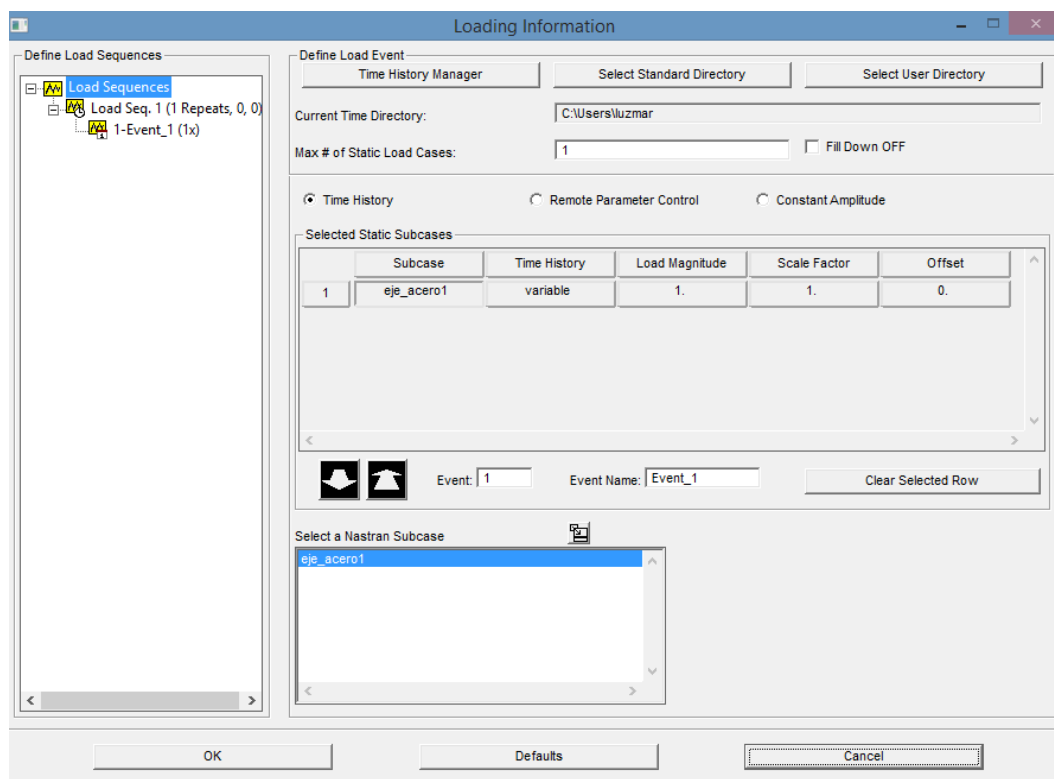 Loading Information
Define Load Sequences
Load Sequences
Load Seq. 1 (1 Repeats, 0, 0)
1-Event_1 (1x)
Define Load Event
Time History Manager
Select Standard Directory
Select User Directory
Current Time Directory:
C:\Users\luzmar
Max # of Static Load Cases:
1
Fill Down OFF
Time History
Remote Parameter Control
Constant Amplitude
Selected Static Subcases
Subcase Time History Load Magnitude Scale Factor Offset
1 eje_acero1 variable 1. 1. 0.
Event: 1
Event Name: Event_1
Clear Selected Row
Select a Nastran Subcase
eje_acero1
OK
Defaults
Cancel